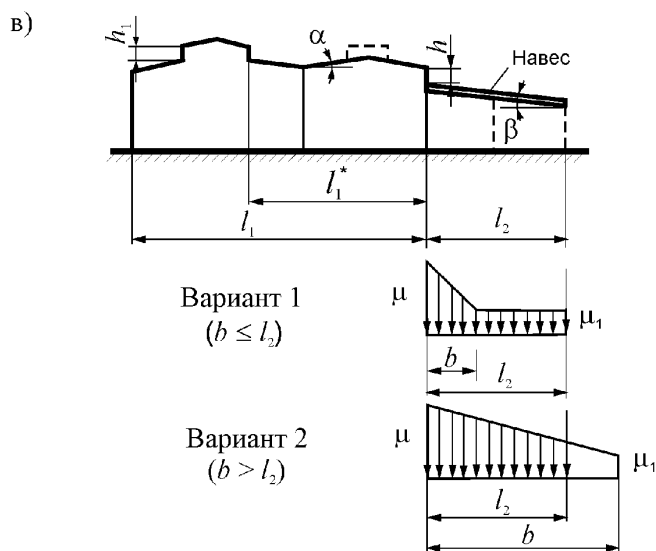 в)
h₁
α
h
Навес
β
l₁*
l₁
l₂
Вариант 1
(b ≤ l₂)
μ
μ₁
b
l₂
Вариант 2
(b > l₂)
μ
μ₁
l₂
b